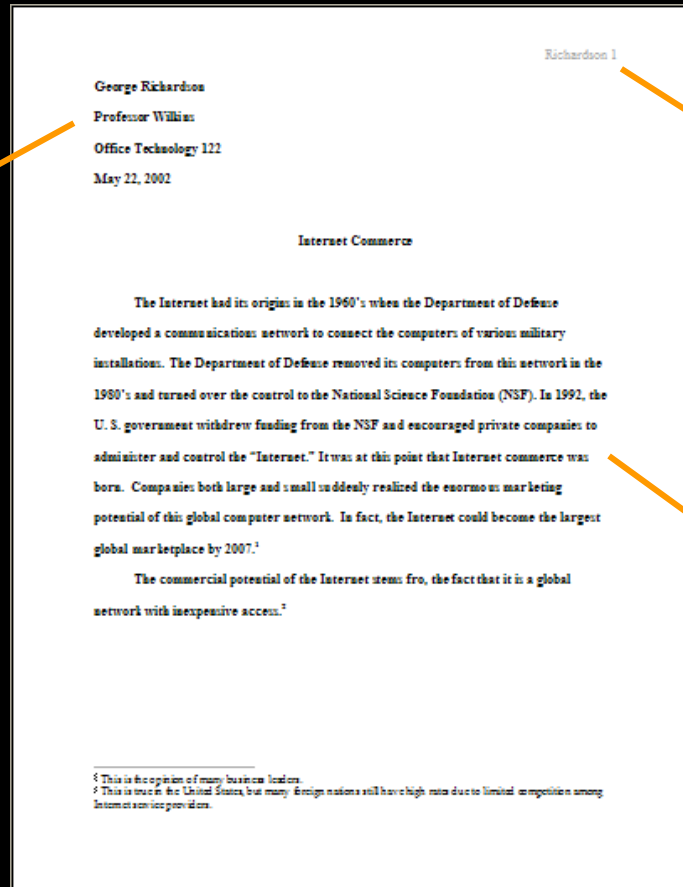 Richardson 1
George Richardson
Professor Wilkins
Office Technology 122
May 22, 2002
Internet Commerce
The Internet had its origins in the 1960's when the Department of Defense
developed a communications network to connect the computers of various military
installations. The Department of Defense removed its computers from this network in the
1980's and turned over the control to the National Science Foundation (NSF). In 1992, the
U. S. government withdrew funding from the NSF and encouraged private companies to
administer and control the “Internet.” It was at this point that Internet commerce was
born. Companies both large and small suddenly realized the enormous marketing
potential of this global computer network. In fact, the Internet could become the largest
global marketplace by 2007.¹
The commercial potential of the Internet stems fro, the fact that it is a global
network with inexpensive access.²
This is the opinion of many business leaders.
This is true in the United States, but many foreign nations still have high rates due to limited competition among
Internet service providers.